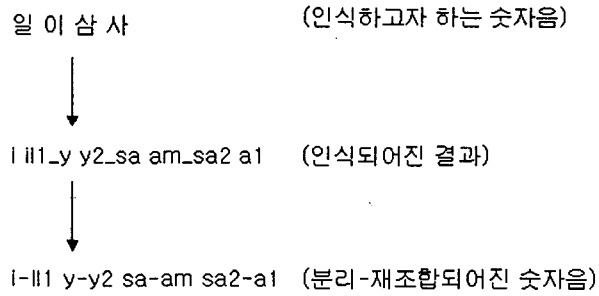 일 이 삼 사 (인식하고자 하는 숫자음)
i il1_y y2_sa am_sa2 a1 (인식되어진 결과)
i-il1 y-y2 sa-am sa2-a1 (분리-재조합되어진 숫자음)